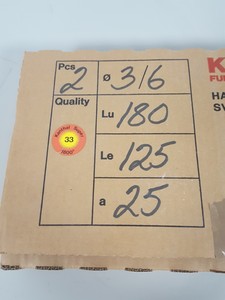 Pcs 2 ø 3/6
Quality Lu 180
33
Le 125
a 25
K
FU
HA
SV